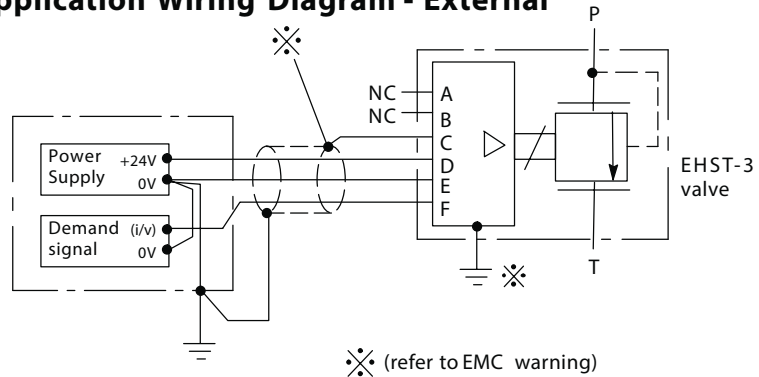 pplication Wiring Diagram - External
P
NC A
NC B
C
D
E
F
Power +24V
Supply 0V
Demand (i/v)
signal 0V
EHST-3
valve
T
(refer to EMC warning)